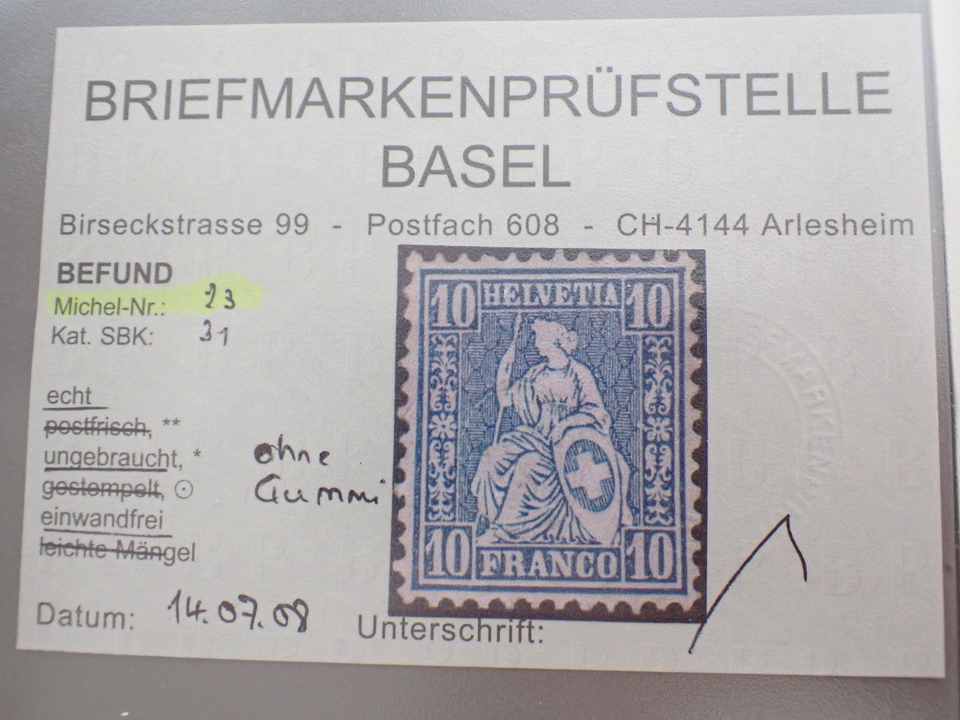 BRIEFMARKENPRÜFSTELLE
BASEL
Birseckstrasse 99 - Postfach 608 - CH-4144 Arlesheim
BEFUND
Michel-Nr.: 23
Kat. SBK: 31
echt
postfrisch, **
ungebraucht, * ohne
gestempelt, ⊙ Gummi
einwandfrei
leichte Mängel
Datum: 14.07.08 Unterschrift:
10 HELVETIA 10
10 FRANCO 10